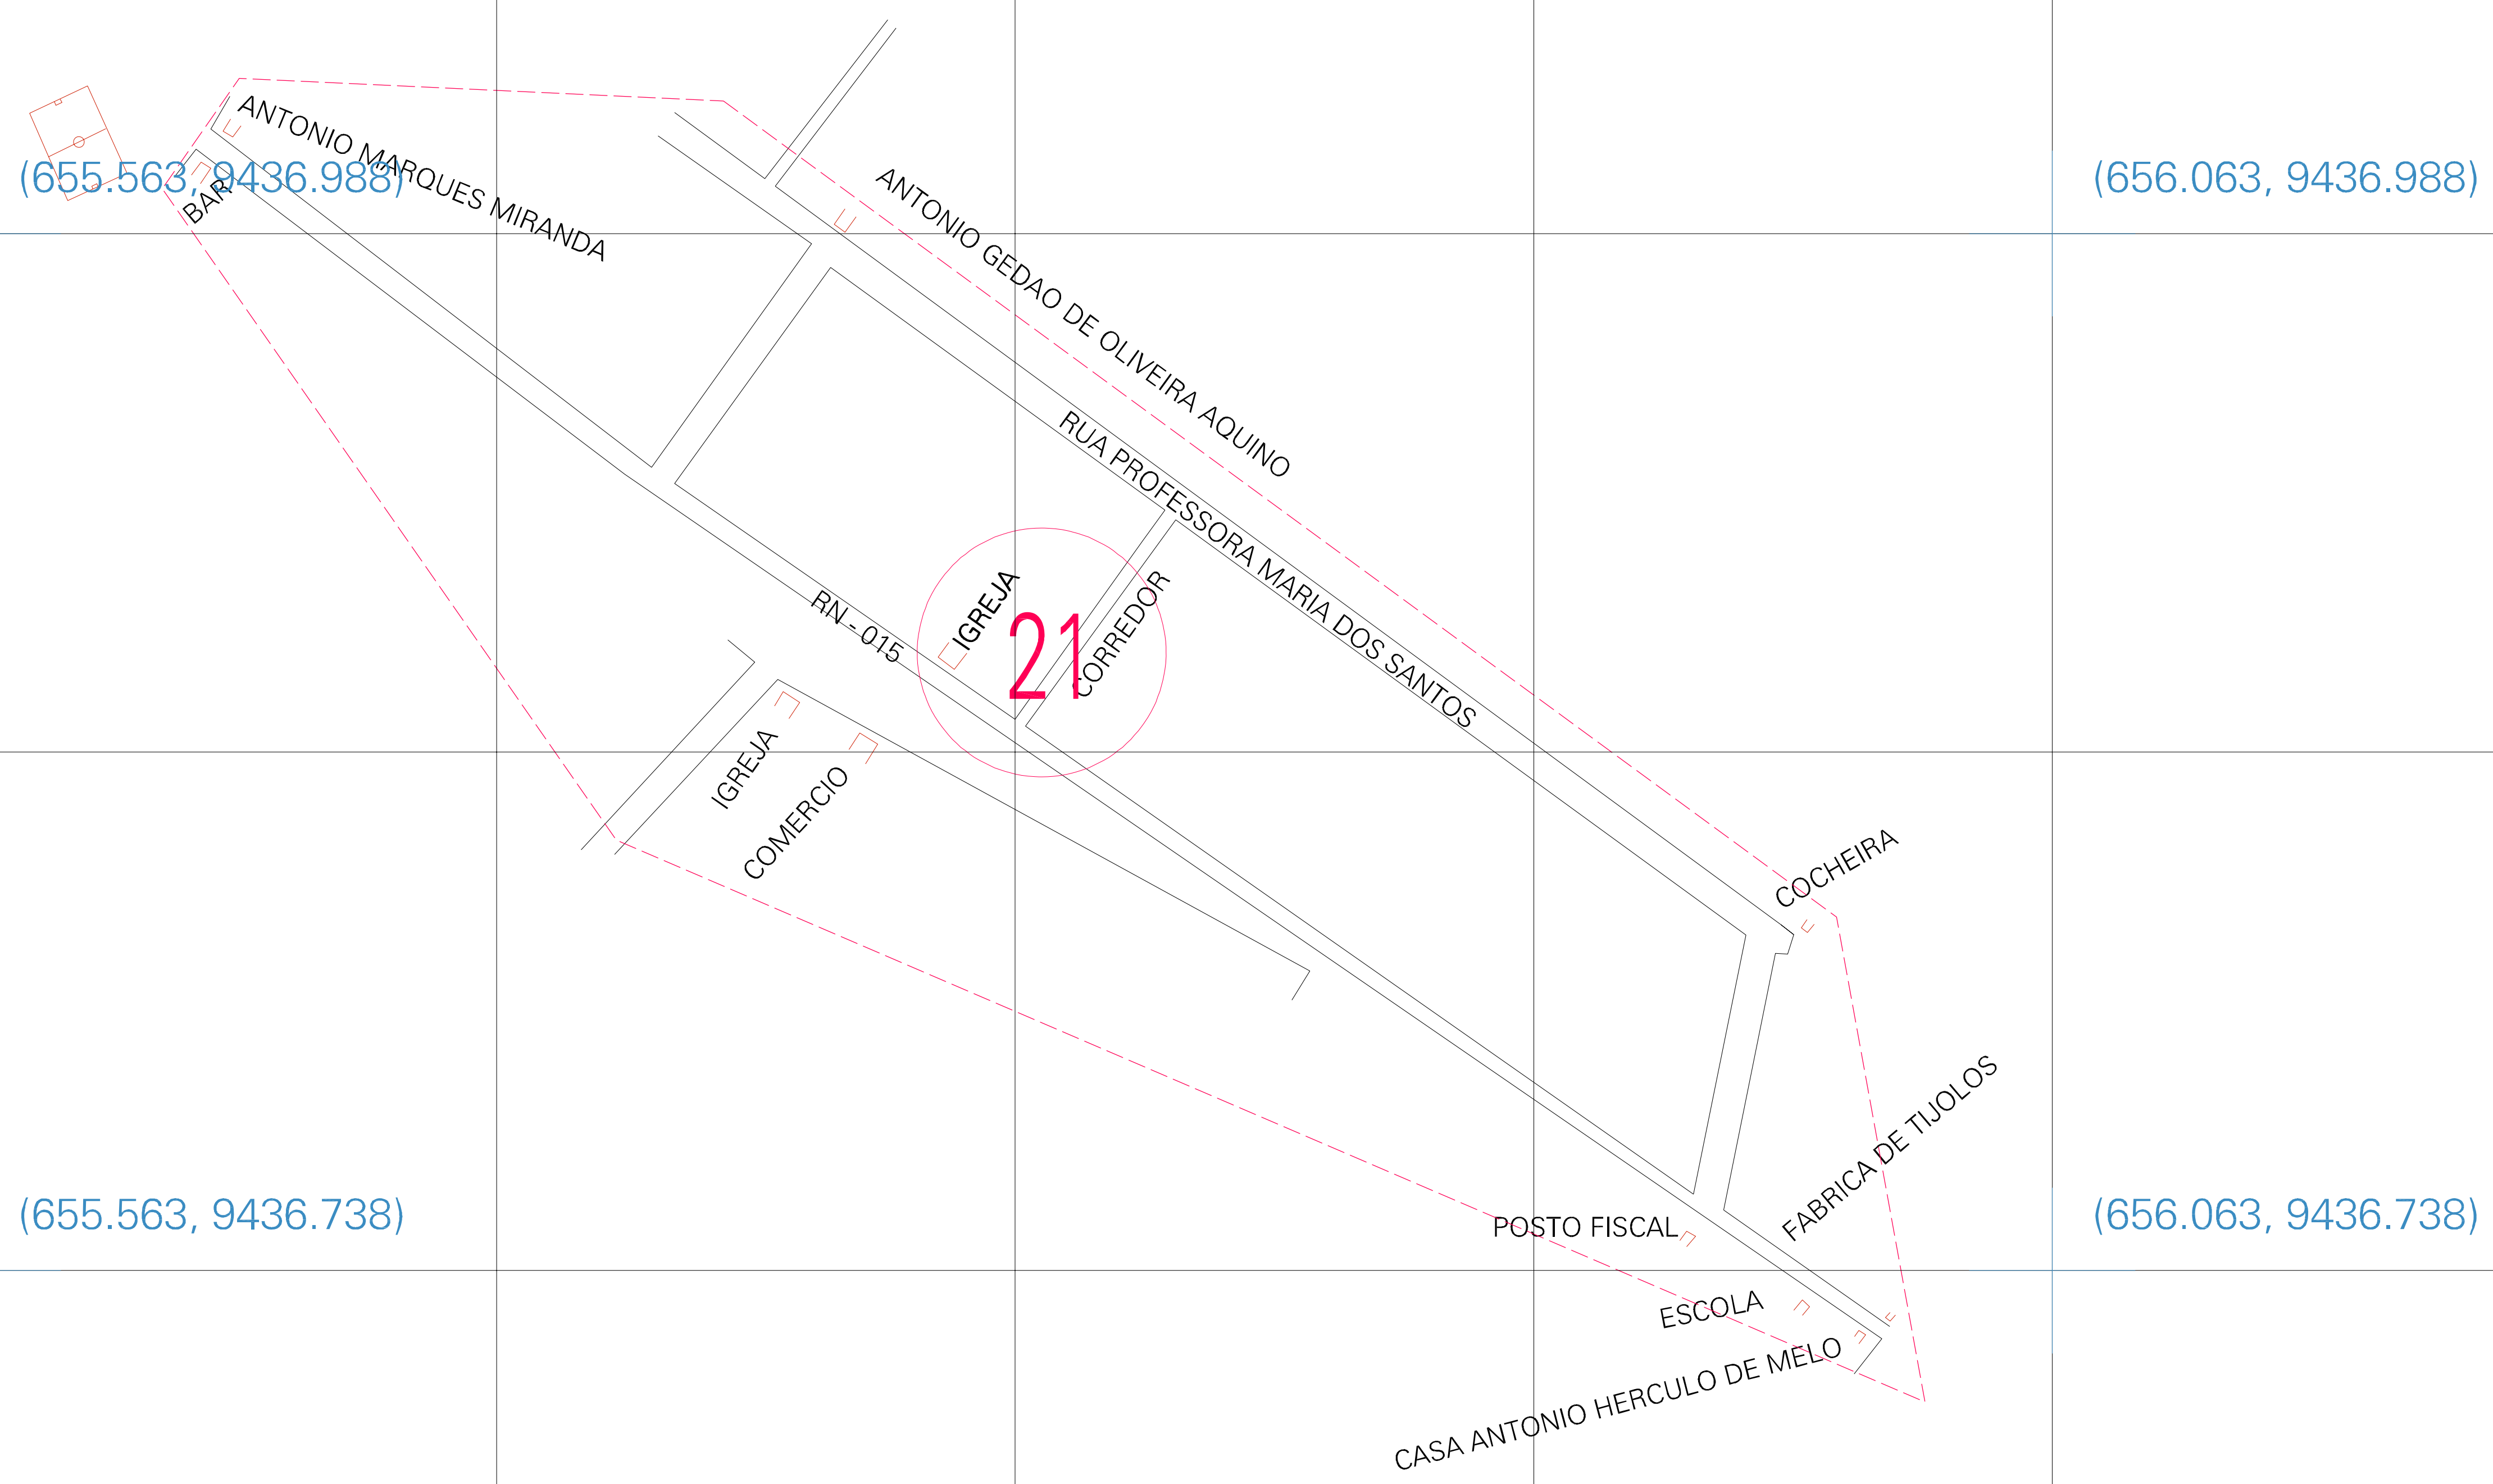 ANTONIO MARQUES MIRANDA
(655.563, 9436.988)
(656.063, 9436.988)
BAR
ANTONIO GEDAO DE OLIVEIRA AQUINO
RUA PROFESSORA MARIA DOS SANTOS
IGREJA
RN - 015
21
CORREDOR
IGREJA
COMERCIO
COCHEIRA
FABRICA DE TIJOLOS
(655.563, 9436.738)
POSTO FISCAL
(656.063, 9436.738)
ESCOLA
CASA ANTONIO HERCULO DE MELO